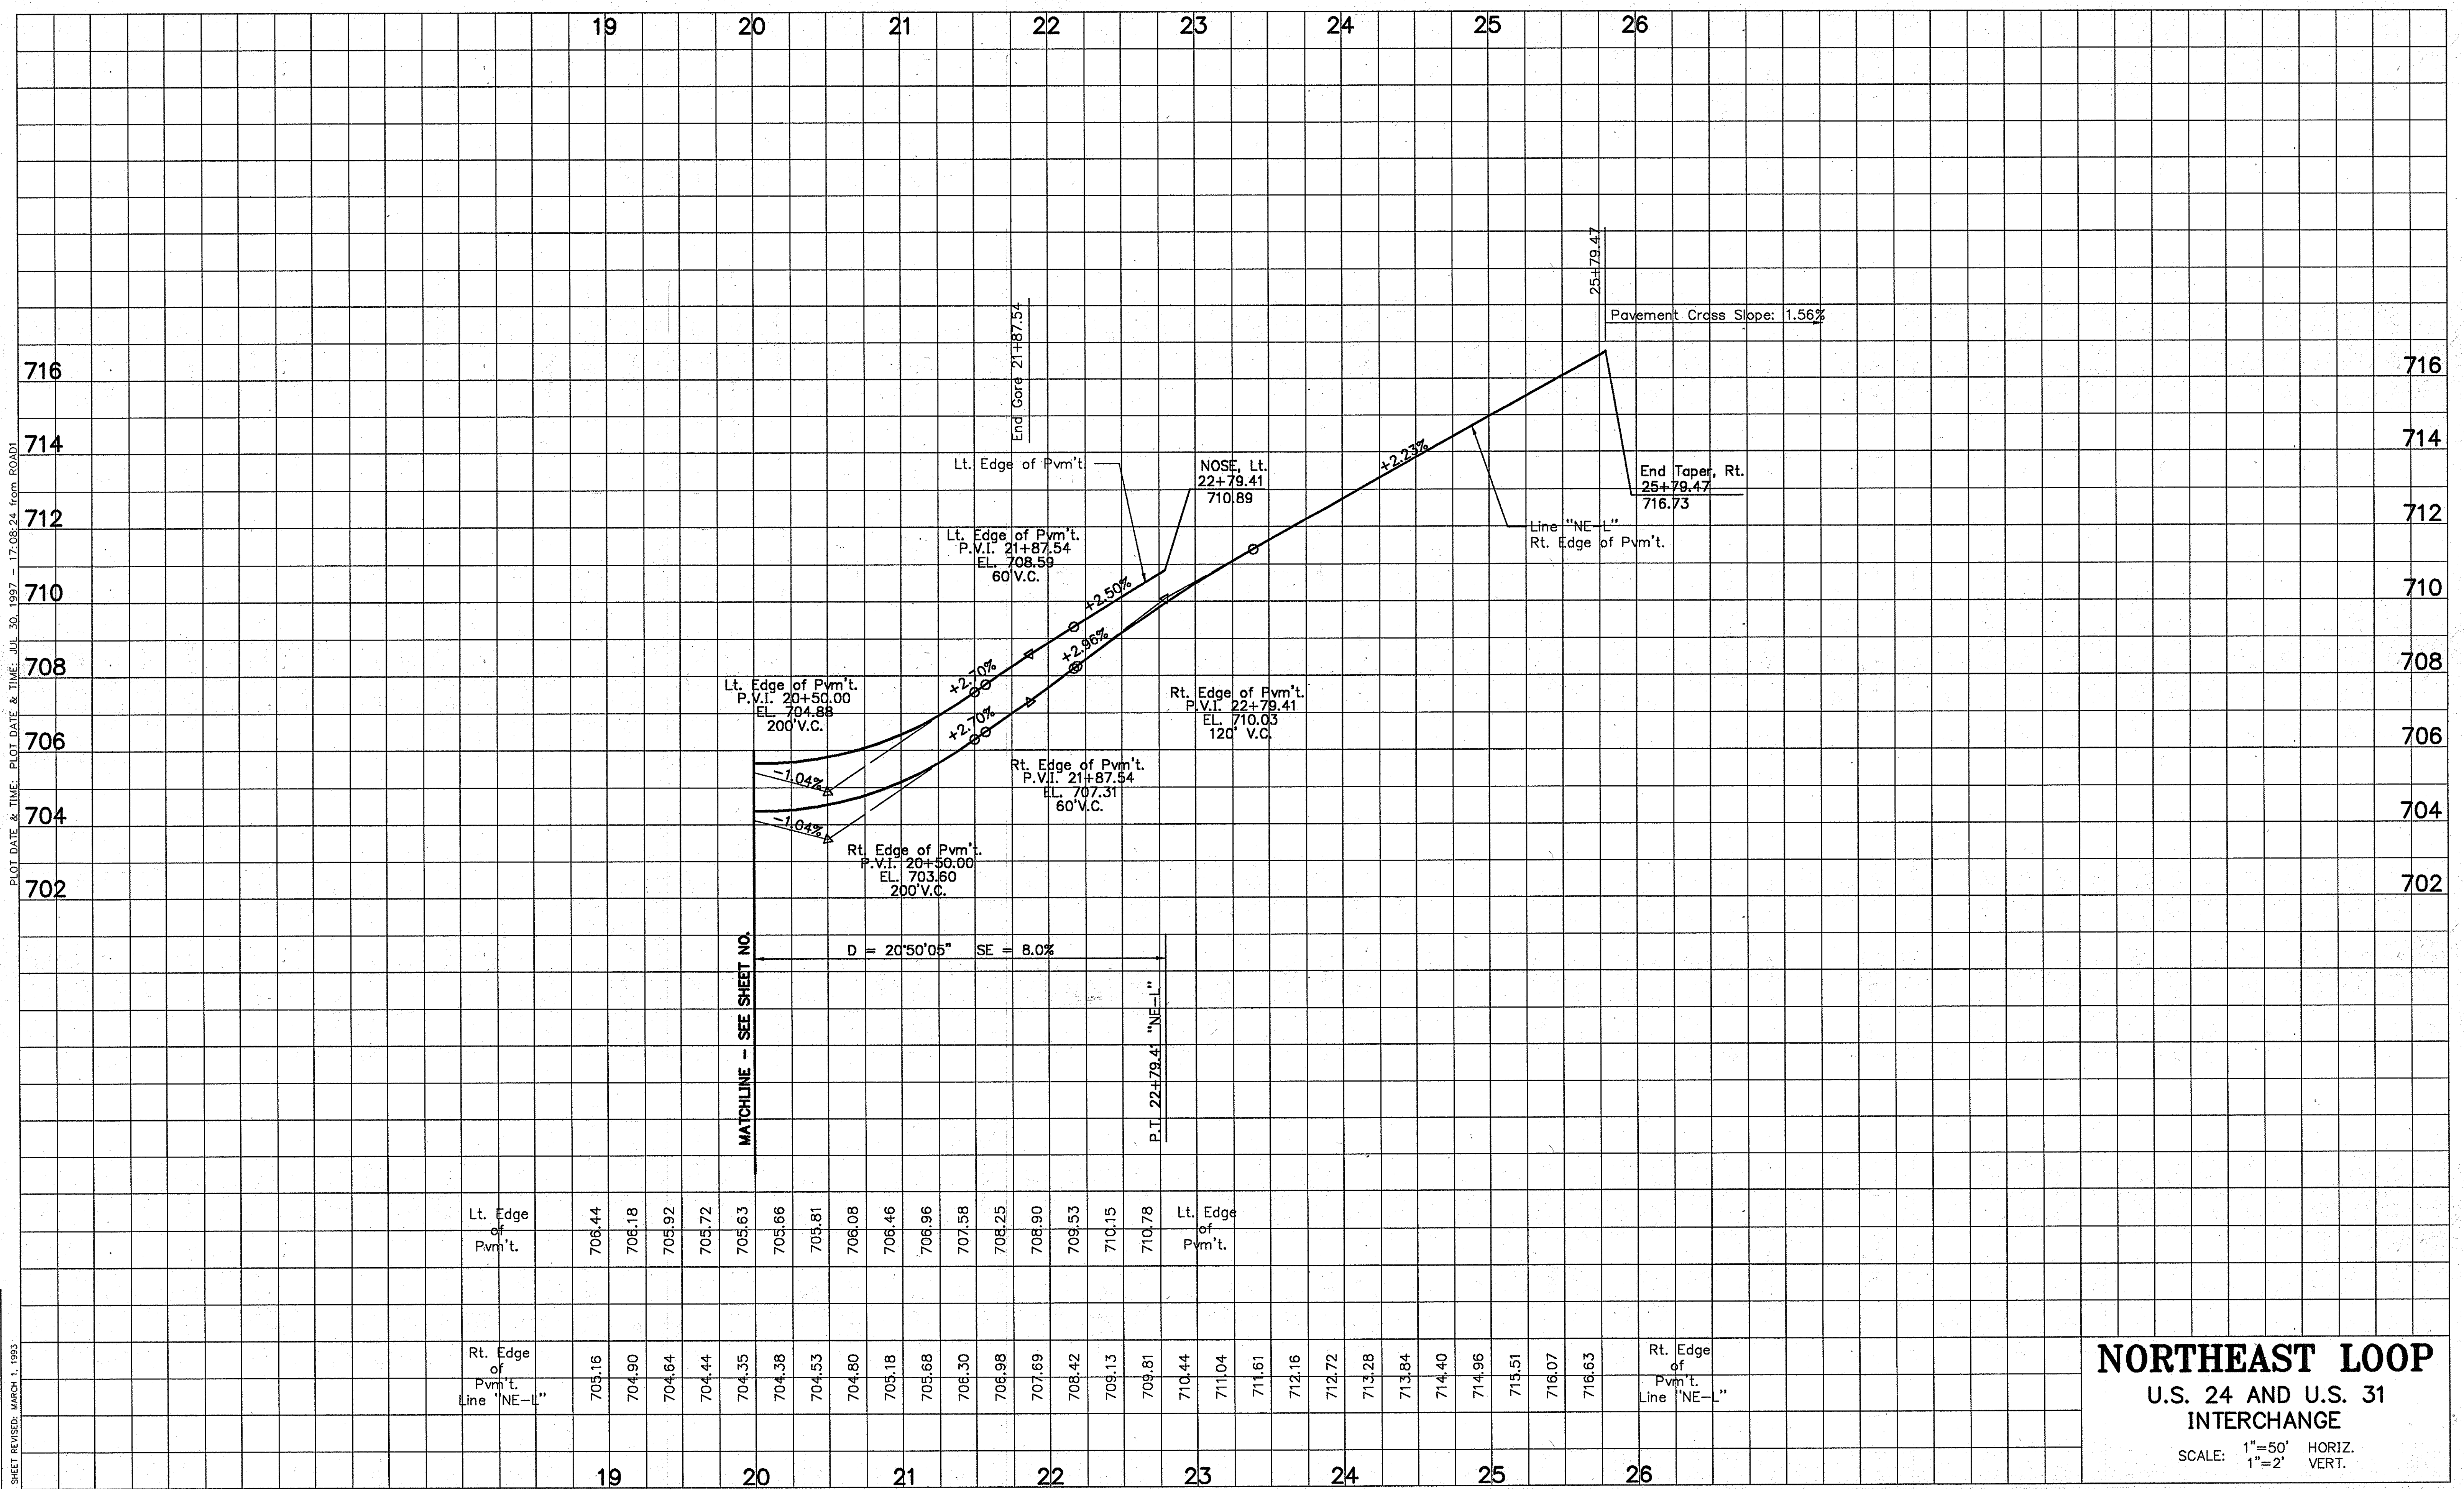 19 20 21 22 23 24 25 26
25+79.47
Pavement Cross Slope: 1.56%
End Gore 21+87.54
716 716
714 714
712 712
710 710
708 708
706 706
704 704
702 702
Lt. Edge of Pvm't.
NOSE, Lt.
22+79.41
710.89
+2.23%
End Taper, Rt.
25+79.47
716.73
Line "NE-L"
Rt. Edge of Pvm't.
Lt. Edge of Pvm't.
P.V.I. 21+87.54
EL. 708.59
60'V.C.
+2.50%
+2.96%
+2.70%
+2.70%
Lt. Edge of Pvm't.
P.V.I. 20+50.00
EL. 704.88
200'V.C.
Rt. Edge of Pvm't.
P.V.I. 22+79.41
EL. 710.03
120' V.C.
-1.04%
-1.04%
Rt. Edge of Pvm't.
P.V.I. 21+87.54
EL. 707.31
60'V.C.
Rt. Edge of Pvm't.
P.V.I. 20+50.00
EL. 703.60
200'V.C.
MATCHLINE - SEE SHEET NO.
D = 20°50'05" SE = 8.0%
P.T. 22+79.41 "NE-L"
Lt. Edge
of
Pvm't.
706.44 706.18 705.92 705.72 705.63 705.66 705.81 706.08 706.46 706.96 707.58 708.25 708.90 709.53 710.15 710.78
Lt. Edge
of
Pvm't.
Rt. Edge
of
Pvm't.
Line "NE-L"
705.16 704.90 704.64 704.44 704.35 704.38 704.53 704.80 705.18 705.68 706.30 706.98 707.69 708.42 709.13 709.81 710.44 711.04 711.61 712.16 712.72 713.28 713.84 714.40 714.96 715.51 716.07 716.63
Rt. Edge
of
Pvm't.
Line "NE-L"
19 20 21 22 23 24 25 26
NORTHEAST LOOP
U.S. 24 AND U.S. 31
INTERCHANGE
SCALE: 1"=50' HORIZ.
1"=2' VERT.
PLOT DATE & TIME: PLOT DATE & TIME: JUL 30, 1997 - 17:08:24 from ROAD1
SHEET REVISED: MARCH 1, 1993